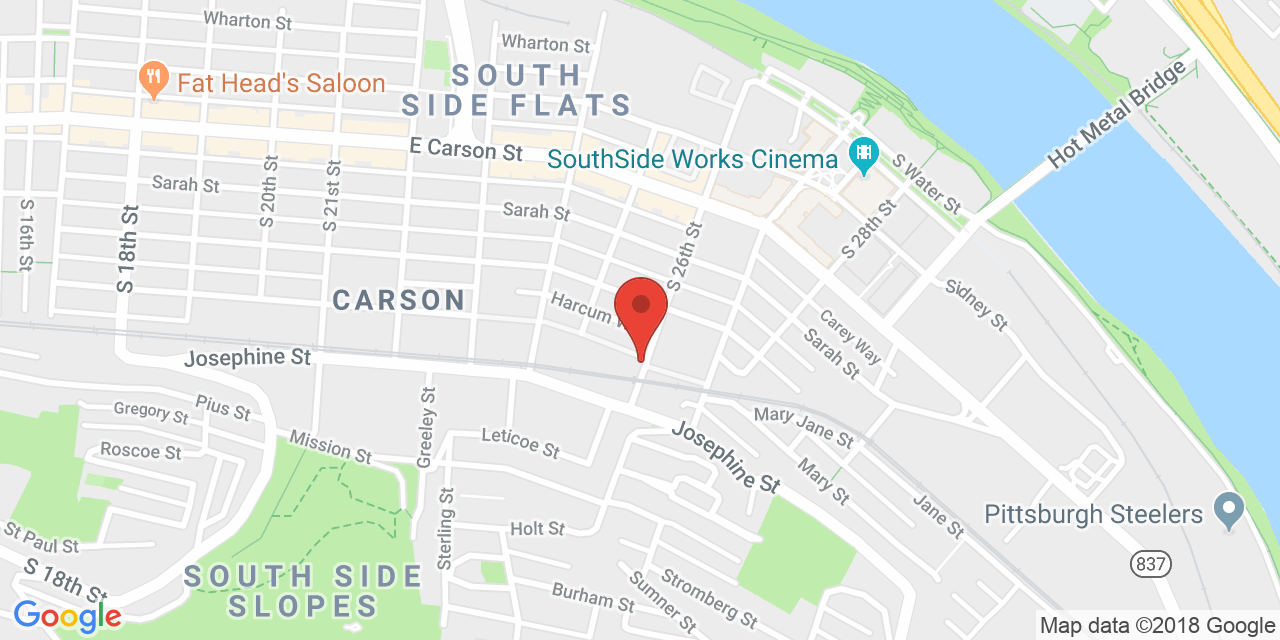 Wharton St
Wharton St
SOUTH
SIDE FLATS
Fat Head's Saloon
E Carson St
SouthSide Works Cinema
Hot Metal Bridge
S Water St
Sarah St
S 20th St
S 21st St
Sarah St
S 16th St
S 18th St
S 26th St
S 28th St
CARSON
Harcum W
Sidney St
Carey Way
Sarah St
Josephine St
Pius St
Gregory St
Greeley St
Mary Jane St
Roscoe St
Mission St
Leticoe St
Josephine St
Mary St
Jane St
Sterling St
Holt St
Pittsburgh Steelers
St Paul St
S 18th St
SOUTH SIDE
SLOPES
Burham St
Sumner St
Stromberg St
837
Google
Map data ©2018 Google